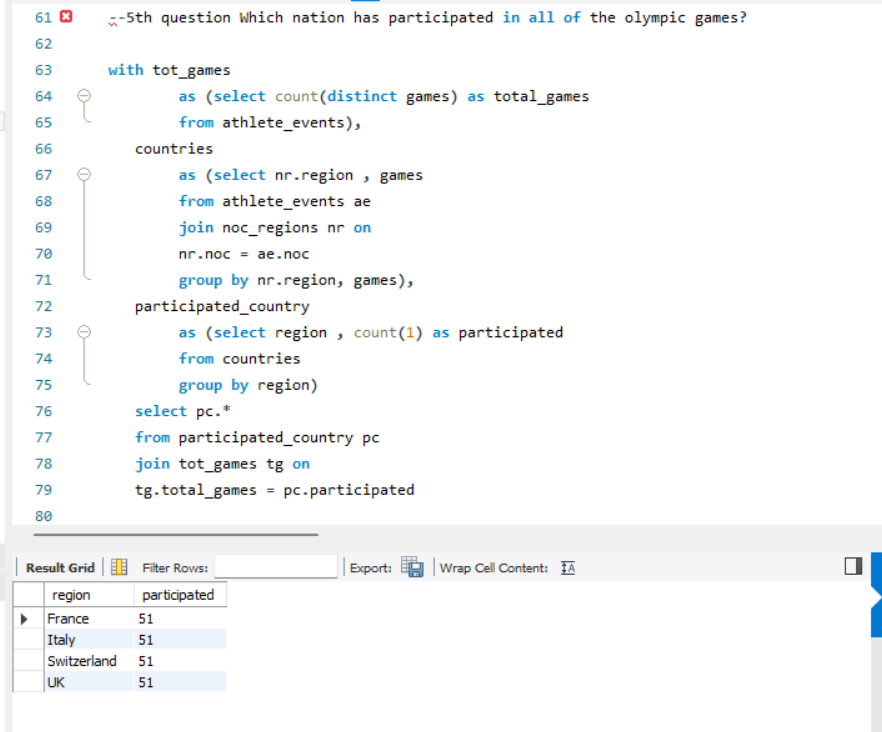 61 --5th question Which nation has participated in all of the olympic games?
62
63 with tot_games
64 as (select count(distinct games) as total_games
65 from athlete_events),
66 countries
67 as (select nr.region , games
68 from athlete_events ae
69 join noc_regions nr on
70 nr.noc = ae.noc
71 group by nr.region, games),
72 participated_country
73 as (select region , count(1) as participated
74 from countries
75 group by region)
76 select pc.*
77 from participated_country pc
78 join tot_games tg on
79 tg.total_games = pc.participated
80
Result Grid Filter Rows: Export: Wrap Cell Content: IA
region participated
France 51
Italy 51
Switzerland 51
UK 51